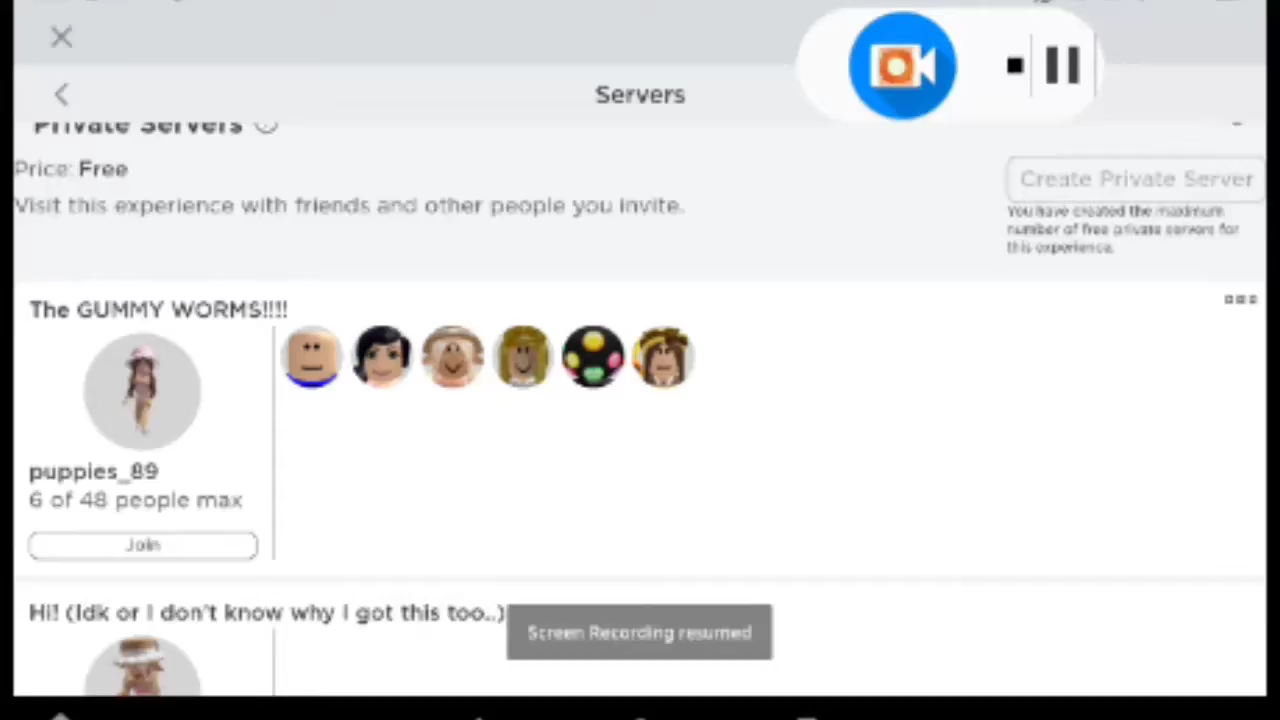 Servers
Private Servers
Price: Free
Create Private Server
Visit this experience with friends and other people you invite.
You have created the maximum
number of free private servers for
this experience.
The GUMMY WORMS!!!!
puppies_89
6 of 48 people max
Join
Hi! (Idk or I don't know why I got this too..)
Screen Recording resumed